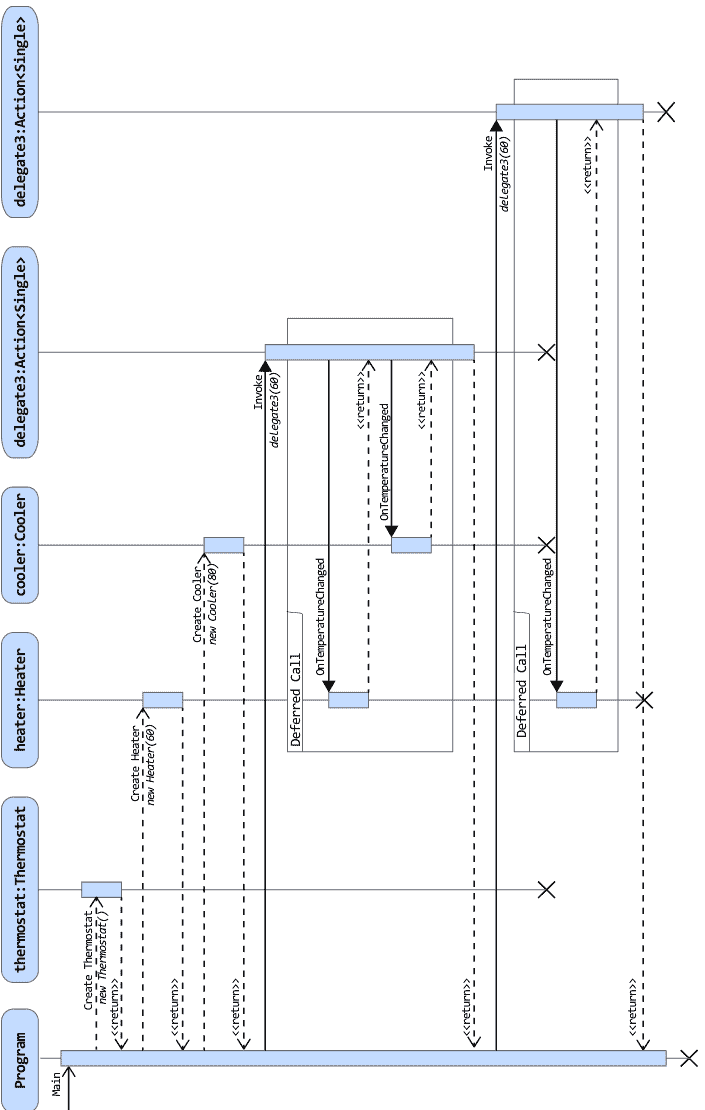 Program
thermostat:Thermostat
heater:Heater
cooler:Cooler
delegate3:Action<Single>
delegate3:Action<Single>
Main
Create Thermostat
new Thermostat()
<<return>>
Create Heater
new Heater(60)
<<return>>
Create Cooler
new Cooler(80)
<<return>>
Invoke
delegate3(60)
Deferred Call
OnTemperatureChanged
<<return>>
OnTemperatureChanged
<<return>>
<<return>>
Invoke
delegate3(60)
Deferred Call
OnTemperatureChanged
<<return>>
<<return>>